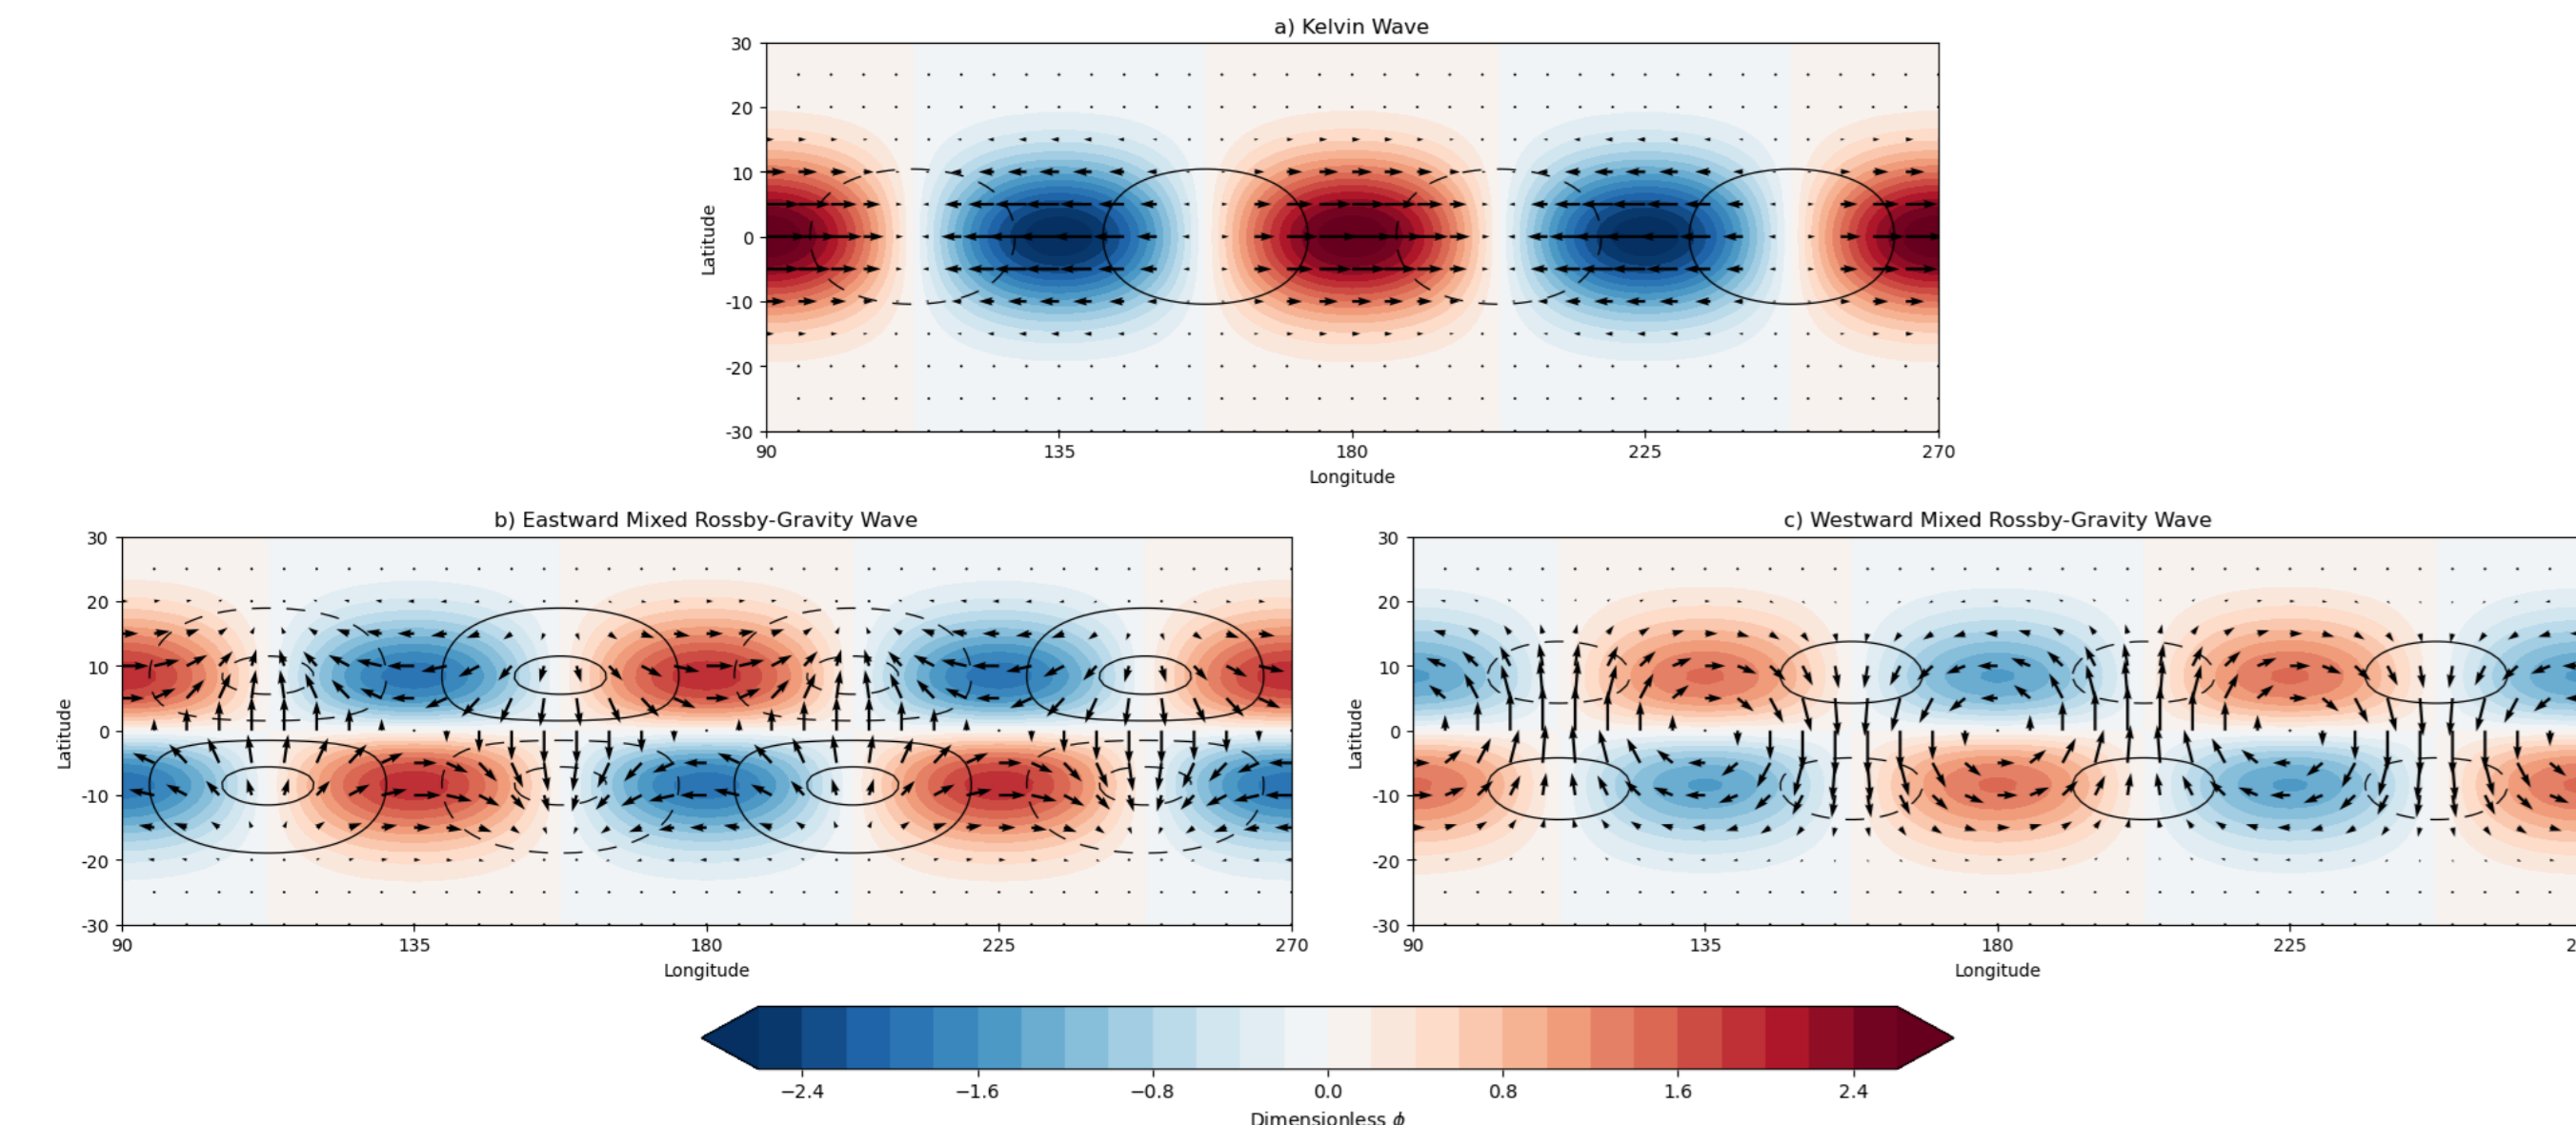 a) Kelvin Wave
30
20
10
0
-10
-20
-30
Latitude
90 135 180 225 270
Longitude
b) Eastward Mixed Rossby-Gravity Wave
30
20
10
0
-10
-20
-30
Latitude
90 135 180 225 270
Longitude
c) Westward Mixed Rossby-Gravity Wave
30
20
10
0
-10
-20
-30
Latitude
90 135 180 225
Longitude
−2.4 −1.6 −0.8 0.0 0.8 1.6 2.4
Dimensionless ϕ